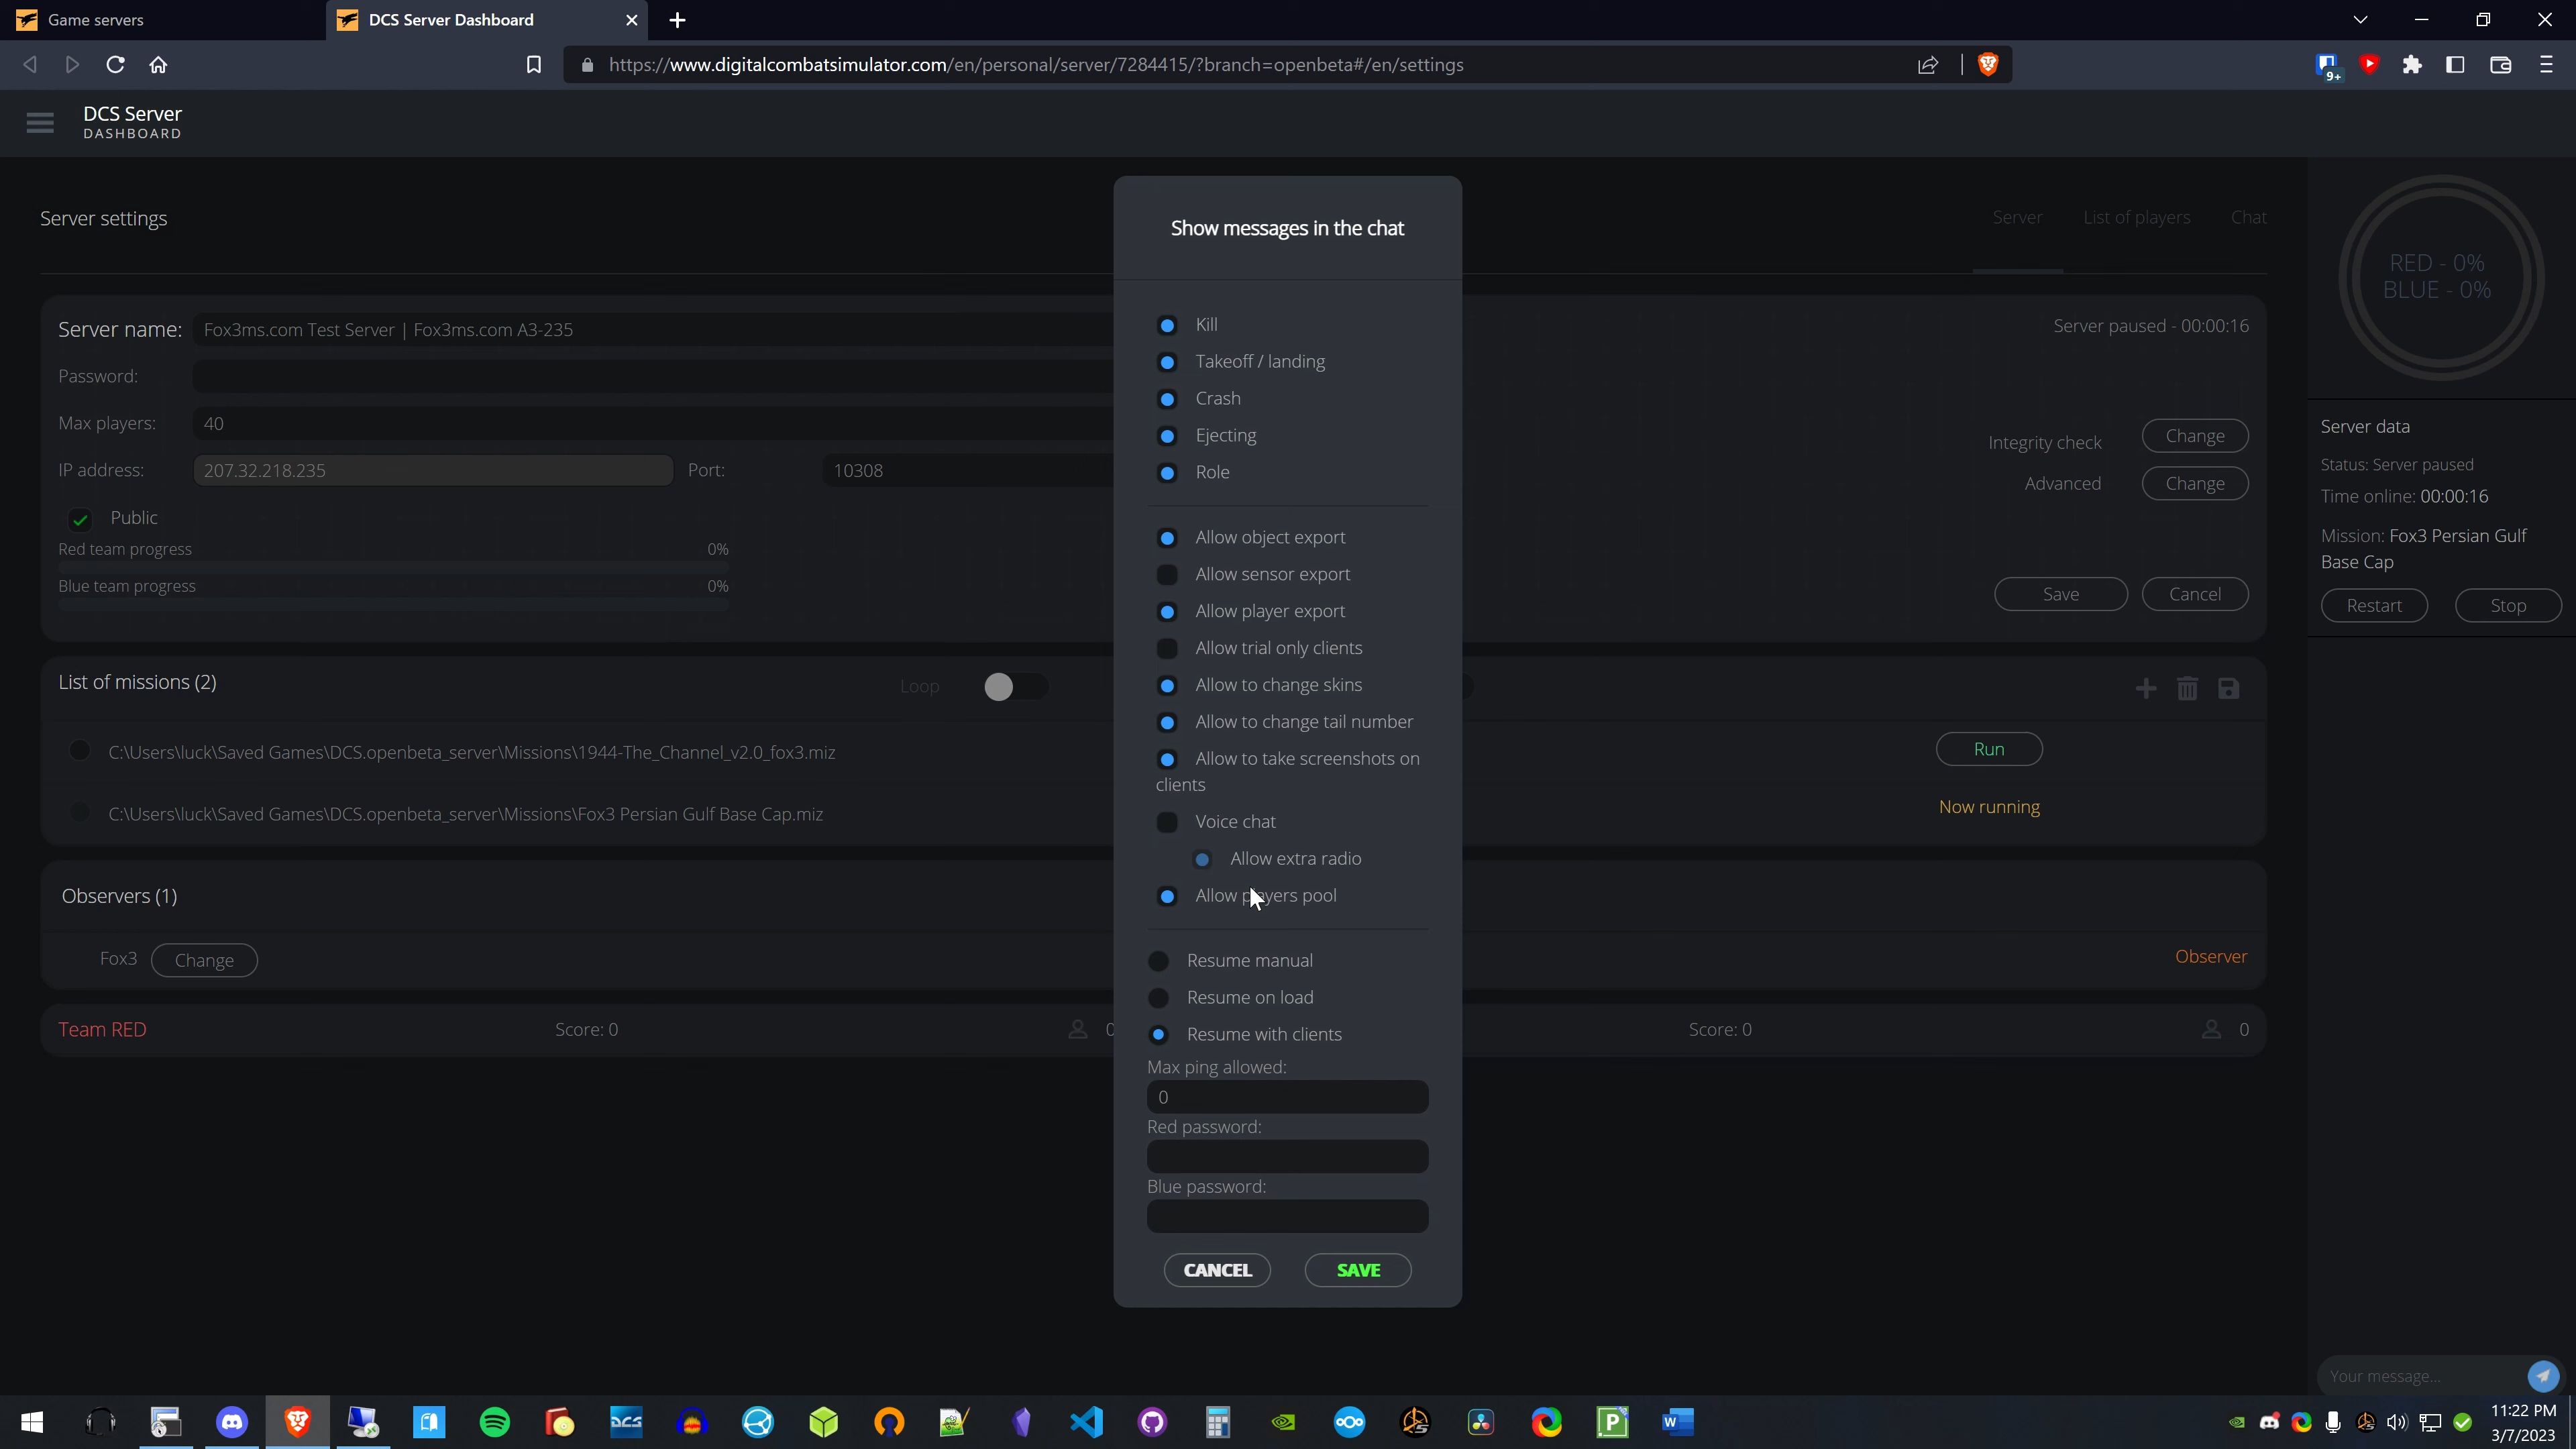 Game servers
DCS Server Dashboard
https://www.digitalcombatsimulator.com/en/personal/server/7284415/?branch=openbeta#/en/settings
9+
DCS Server
DASHBOARD
Server settings
Server List of players Chat
Server name: Fox3ms.com Test Server | Fox3ms.com A3-235
Server paused - 00:00:16
Password:
Max players: 40
IP address: 207.32.218.235 Port: 10308
Integrity check Change
Advanced Change
Public
Red team progress 0%
Blue team progress 0%
Save Cancel
List of missions (2) Loop
C:\Users\luck\Saved Games\DCS.openbeta_server\Missions\1944-The_Channel_v2.0_fox3.miz
Run
C:\Users\luck\Saved Games\DCS.openbeta_server\Missions\Fox3 Persian Gulf Base Cap.miz
Now running
Observers (1)
Fox3 Change
Observer
Team RED Score: 0 0
Score: 0 0
Show messages in the chat
Kill
Takeoff / landing
Crash
Ejecting
Role
Allow object export
Allow sensor export
Allow player export
Allow trial only clients
Allow to change skins
Allow to change tail number
Allow to take screenshots on
clients
Voice chat
Allow extra radio
Allow players pool
Resume manual
Resume on load
Resume with clients
Max ping allowed:
0
Red password:
Blue password:
CANCEL SAVE
RED - 0%
BLUE - 0%
Server data
Status: Server paused
Time online: 00:00:16
Mission: Fox3 Persian Gulf
Base Cap
Restart Stop
Your message...
DCS
11:22 PM
3/7/2023